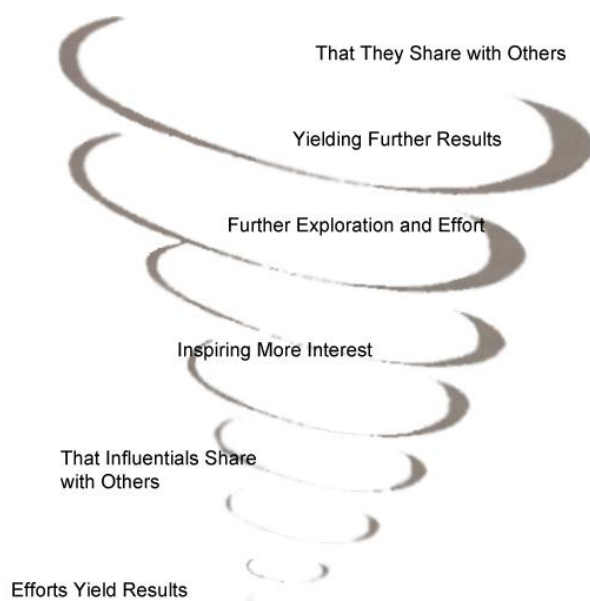 That They Share with Others
Yielding Further Results
Further Exploration and Effort
Inspiring More Interest
That Influentials Share
with Others
Efforts Yield Results